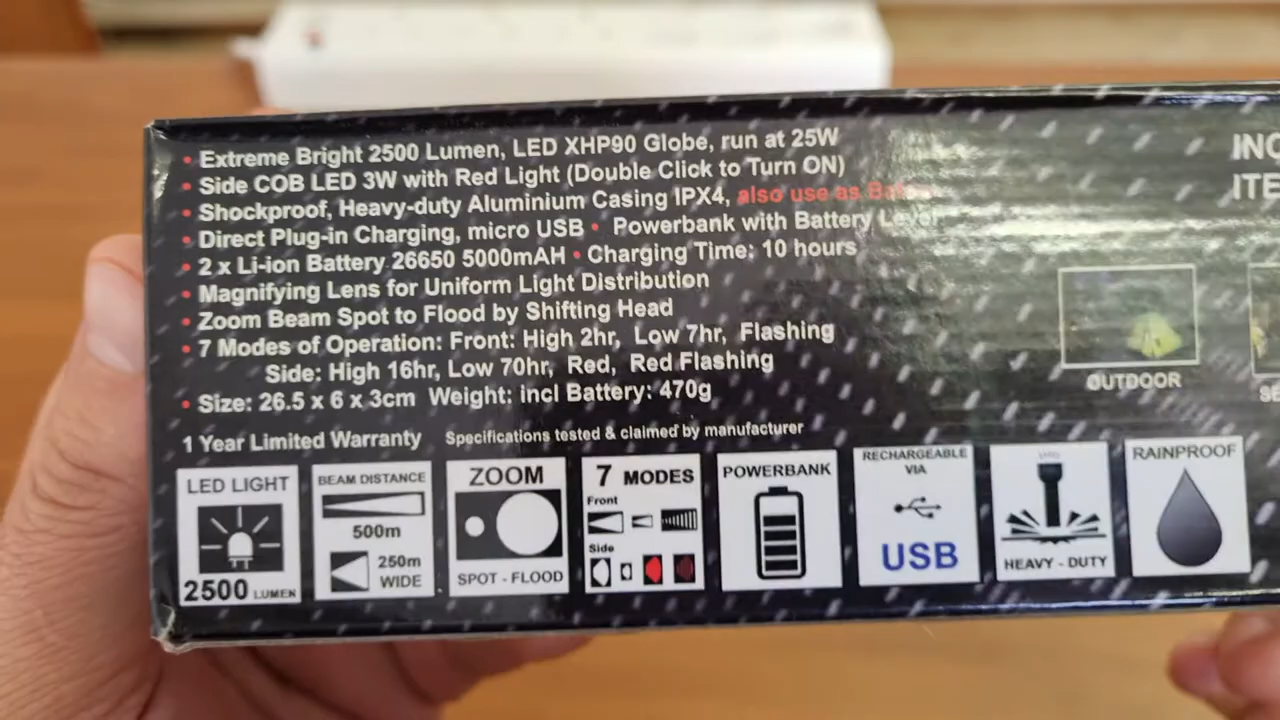 • Extreme Bright 2500 Lumen, LED XHP90 Globe, run at 25W
• Side COB LED 3W with Red Light (Double Click to Turn ON)
• Shockproof, Heavy-duty Aluminium Casing IPX4, also use as
• Direct Plug-in Charging, micro USB • Powerbank with Battery Level
• 2 x Li-ion Battery 26650 5000mAH • Charging Time: 10 hours
• Magnifying Lens for Uniform Light Distribution
• Zoom Beam Spot to Flood by Shifting Head
• 7 Modes of Operation: Front: High 2hr, Low 7hr, Flashing
Side: High 16hr, Low 70hr, Red, Red Flashing
• Size: 26.5 x 6 x 3cm Weight: incl Battery: 470g
1 Year Limited Warranty Specifications tested & claimed by manufacturer
LED LIGHT
2500 LUMEN
BEAM DISTANCE
500m
250m
WIDE
ZOOM
SPOT - FLOOD
7 MODES
Front
Side
POWERBANK
RECHARGEABLE
VIA
USB
HEAVY - DUTY
RAINPROOF
OUTDOOR